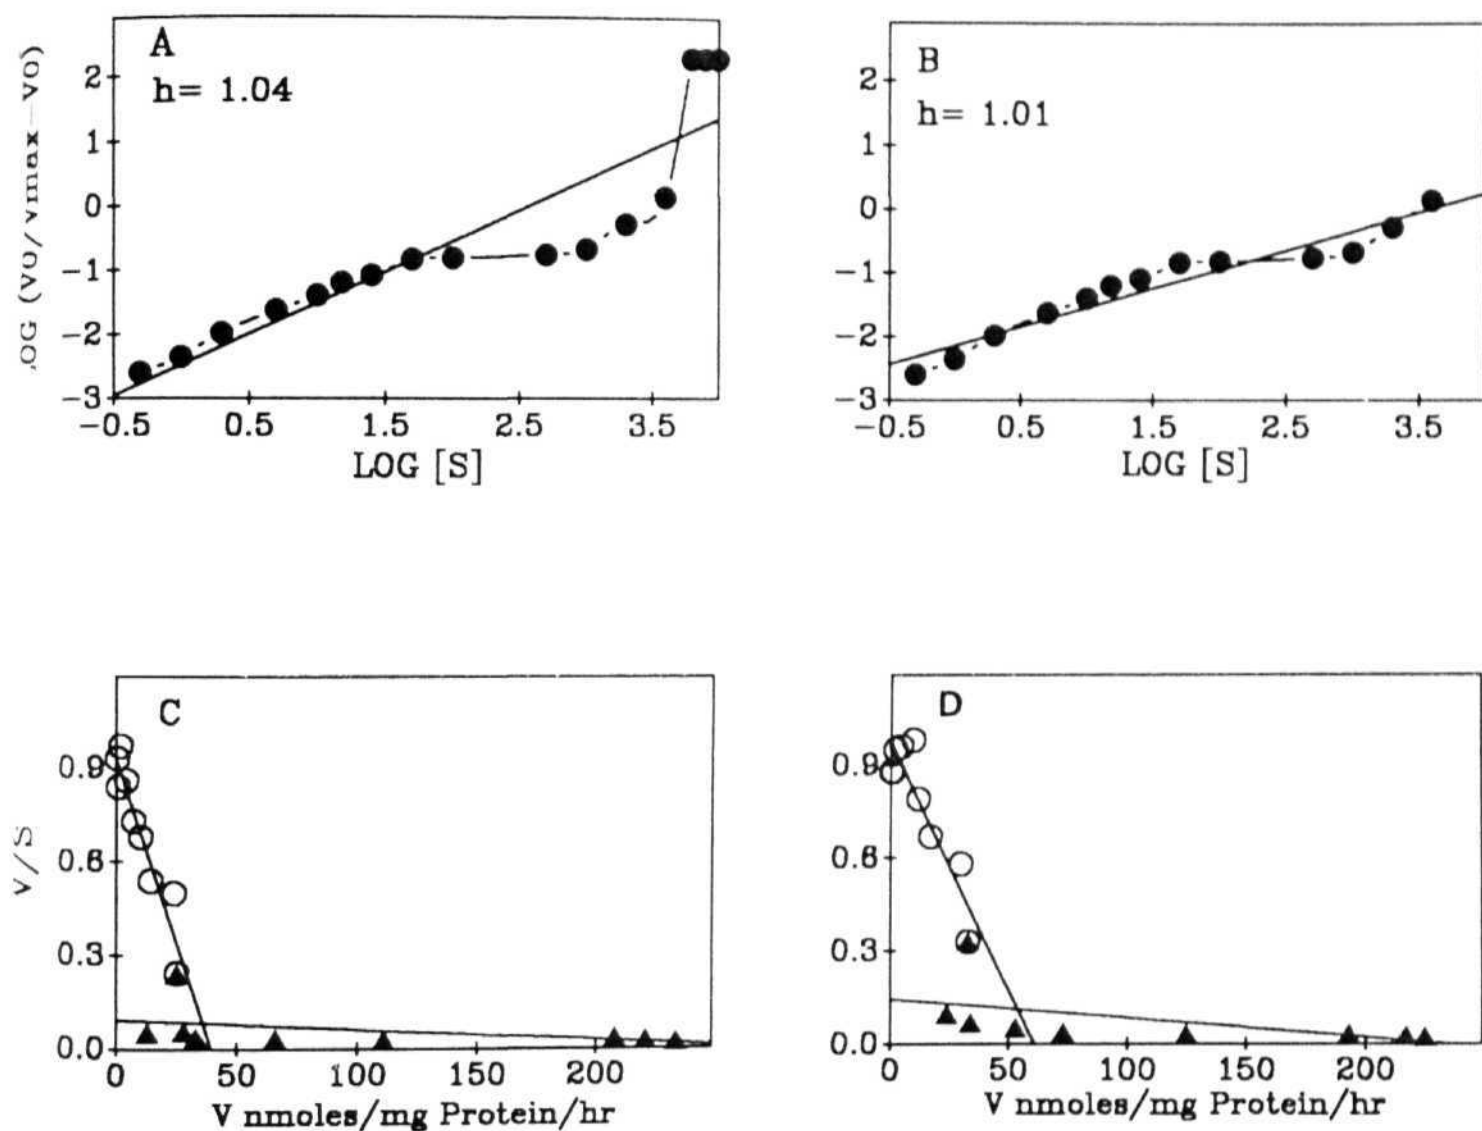 A
h= 1.04
2
1
0
−1
−2
−3
−0.5 0.5 1.5 2.5 3.5
LOG [S]
B
h= 1.01
2
1
0
−1
−2
−3
−0.5 0.5 1.5 2.5 3.5
LOG [S]
OG (VO/vmax−VO)
C
0.9
0.6
0.3
0.0
0 50 100 150 200
V nmoles/mg Protein/hr
V/S
D
0.9
0.6
0.3
0.0
0 50 100 150 200
V nmoles/mg Protein/hr